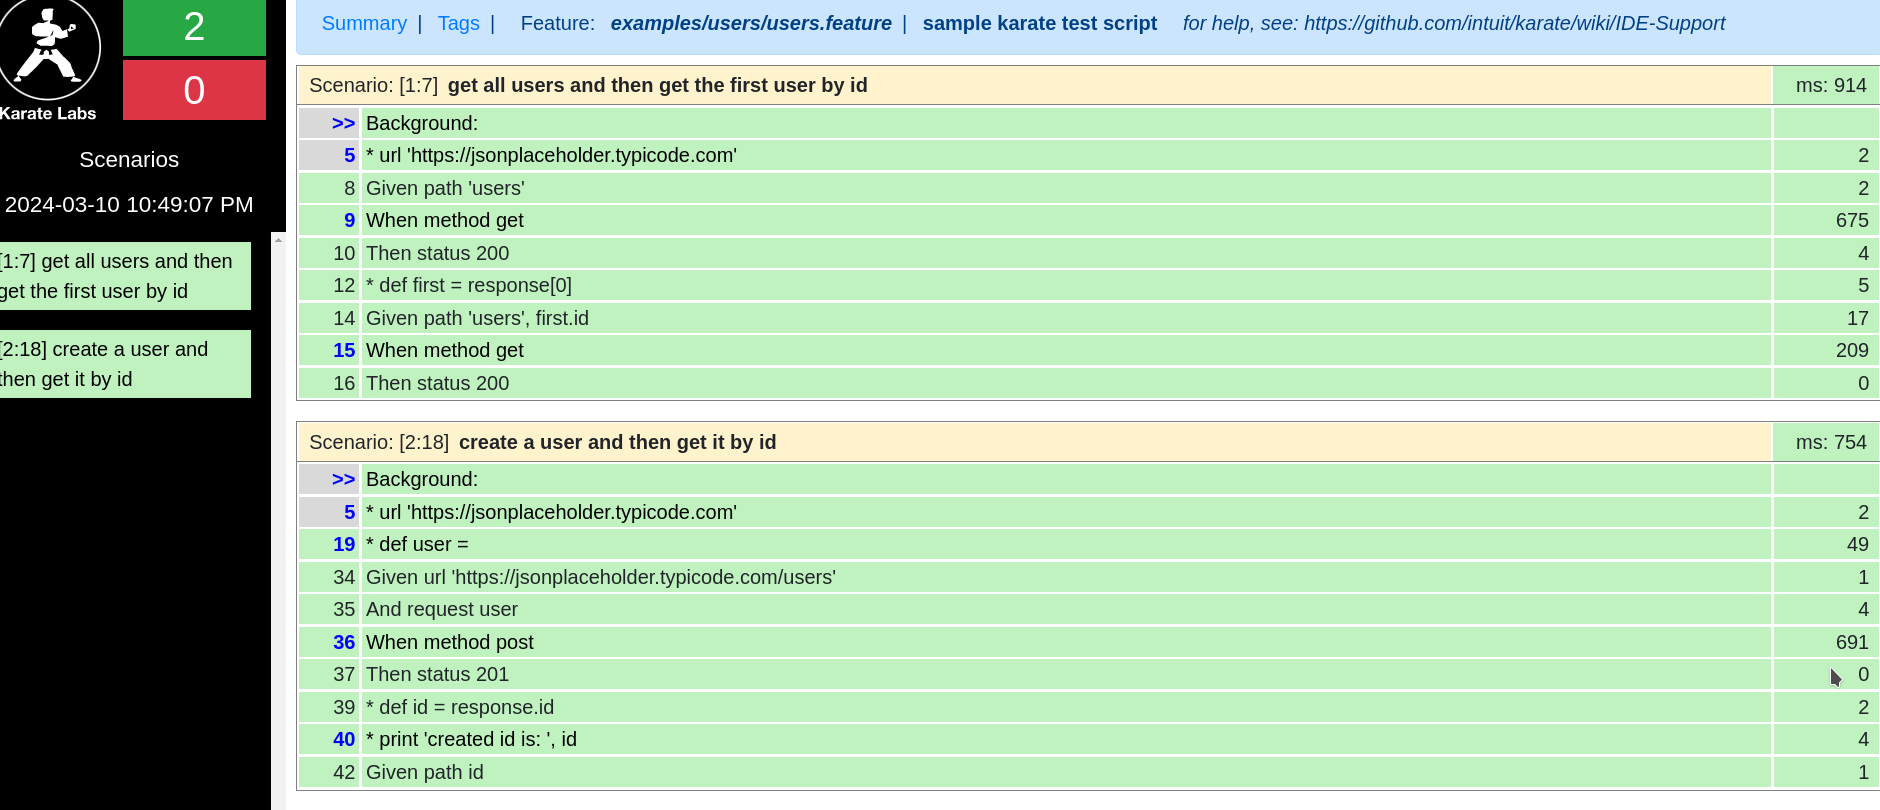 2
0
Karate Labs
Scenarios
2024-03-10 10:49:07 PM
[1:7] get all users and then
get the first user by id
[2:18] create a user and
then get it by id
Summary | Tags | Feature: examples/users/users.feature | sample karate test script for help, see: https://github.com/intuit/karate/wiki/IDE-Support
Scenario: [1:7] get all users and then get the first user by id ms: 914
>> Background:
5 * url 'https://jsonplaceholder.typicode.com' 2
8 Given path 'users' 2
9 When method get 675
10 Then status 200 4
12 * def first = response[0] 5
14 Given path 'users', first.id 17
15 When method get 209
16 Then status 200 0
Scenario: [2:18] create a user and then get it by id ms: 754
>> Background:
5 * url 'https://jsonplaceholder.typicode.com' 2
19 * def user = 49
34 Given url 'https://jsonplaceholder.typicode.com/users' 1
35 And request user 4
36 When method post 691
37 Then status 201 0
39 * def id = response.id 2
40 * print 'created id is: ', id 4
42 Given path id 1